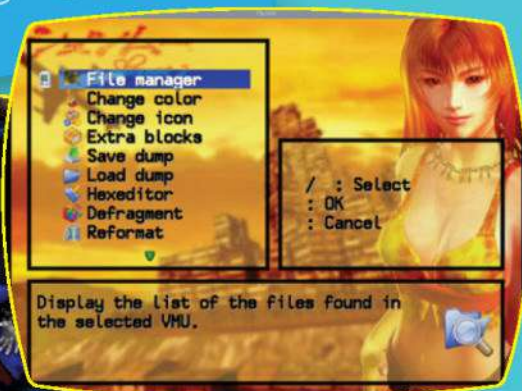 File manager
Change color
Change icon
Extra blocks
Save dump
Load dump
Hexeditor
Defragment
Reformat
/ : Select
: OK
: Cancel
Display the list of the files found in
the selected VMU.